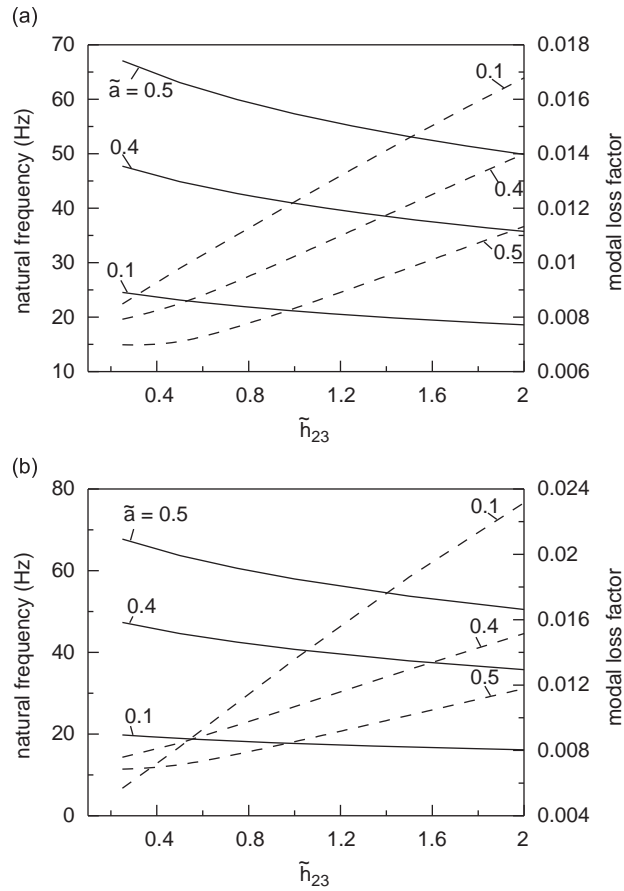 (a)
70
60
50
40
30
20
10
natural frequency (Hz)
ã = 0.5
0.4
0.1
0.1
0.4
0.5
0.018
0.016
0.014
0.012
0.010
0.008
0.006
modal loss factor
0.4 0.8 1.2 1.6 2
h̃₂₃
(b)
80
60
40
20
0
natural frequency (Hz)
ã = 0.5
0.4
0.1
0.1
0.4
0.5
0.024
0.02
0.016
0.012
0.008
0.004
modal loss factor
0.4 0.8 1.2 1.6 2
h̃₂₃